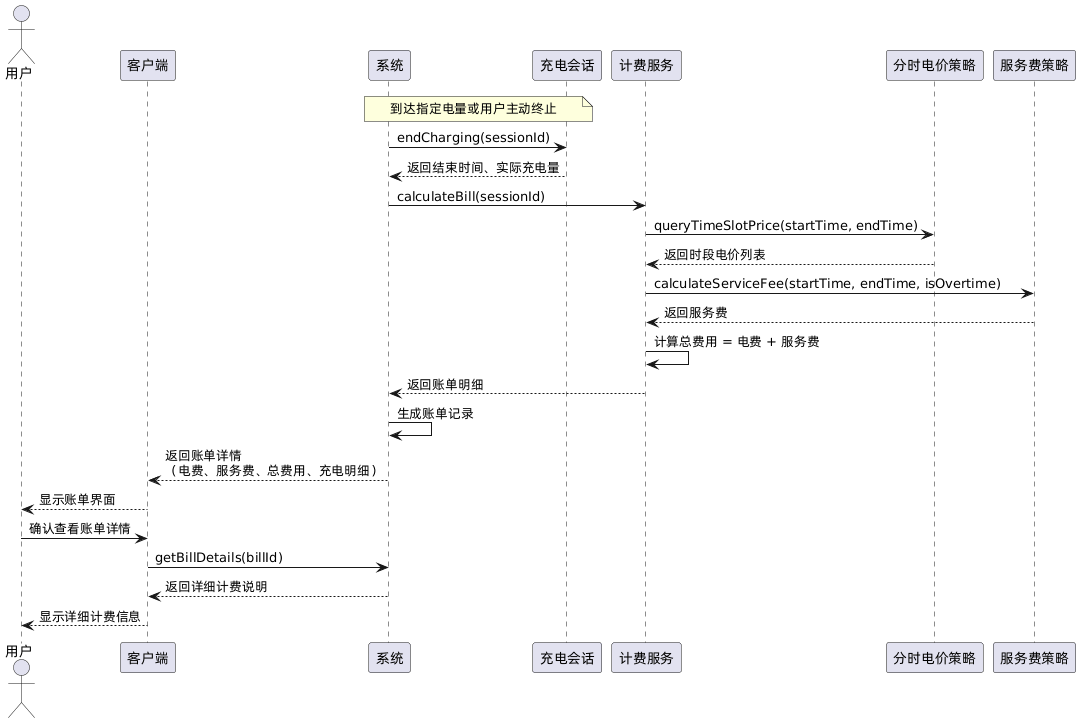 用户
客户端
系统
充电会话
计费服务
分时电价策略
服务费策略
到达指定电量或用户主动终止
endCharging(sessionId)
返回结束时间、实际充电量
calculateBill(sessionId)
queryTimeSlotPrice(startTime, endTime)
返回时段电价列表
calculateServiceFee(startTime, endTime, isOvertime)
返回服务费
计算总费用 = 电费 + 服务费
返回账单明细
生成账单记录
返回账单详情
（电费、服务费、总费用、充电明细）
显示账单界面
确认查看账单详情
getBillDetails(billId)
返回详细计费说明
显示详细计费信息
用户
客户端
系统
充电会话
计费服务
分时电价策略
服务费策略